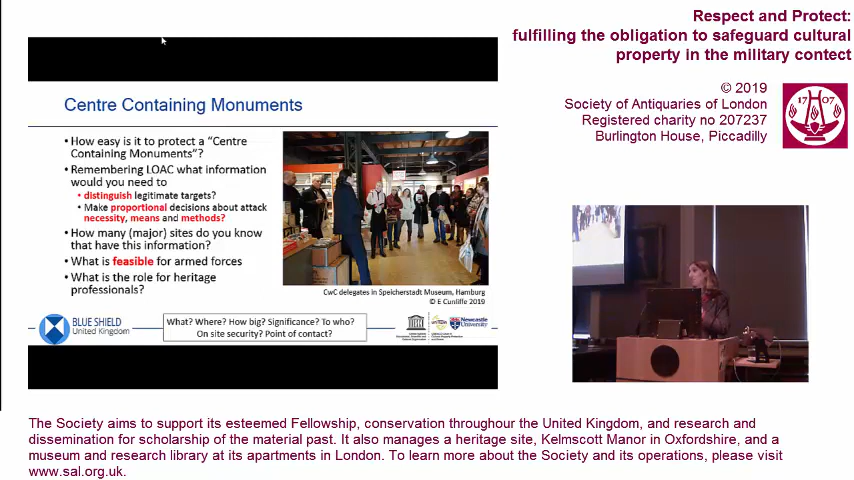 Respect and Protect:
fulfilling the obligation to safeguard cultural
property in the military contect
© 2019
Society of Antiquaries of London
Registered charity no 207237
Burlington House, Piccadilly
17 07
Centre Containing Monuments
• How easy is it to protect a “Centre
Containing Monuments”?
• Remembering LOAC what information
would you need to
• distinguish legitimate targets?
• Make proportional decisions about attack
necessity, means and methods?
• How many (major) sites do you know
that have this information?
• What is feasible for armed forces
• What is the role for heritage
professionals?
CwC delegates in Speicherstadt Museum, Hamburg
© E Cunliffe 2019
BLUE SHIELD
United Kingdom
What? Where? How big? Significance? To who?
On site security? Point of contact?
Newcastle
University
The Society aims to support its esteemed Fellowship, conservation throughour the United Kingdom, and research and
dissemination for scholarship of the material past. It also manages a heritage site, Kelmscott Manor in Oxfordshire, and a
museum and research library at its apartments in London. To learn more about the Society and its operations, please visit
www.sal.org.uk.